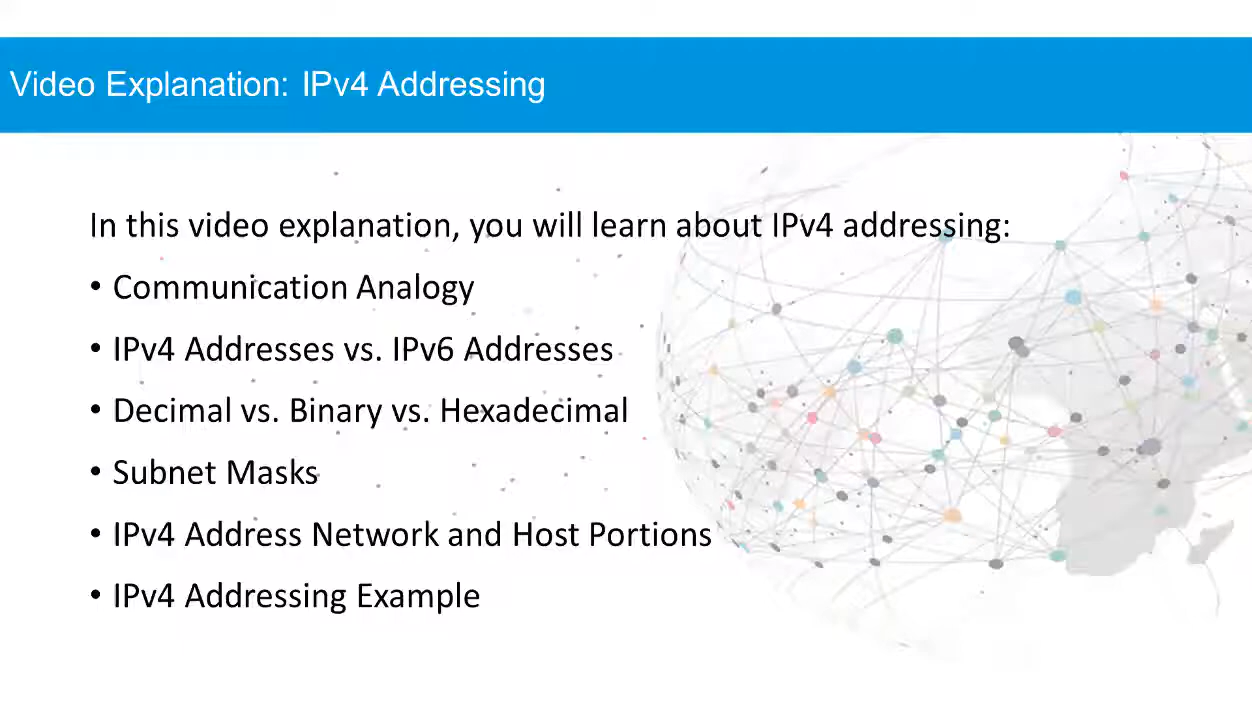 Video Explanation: IPv4 Addressing
In this video explanation, you will learn about IPv4 addressing:
• Communication Analogy
• IPv4 Addresses vs. IPv6 Addresses
• Decimal vs. Binary vs. Hexadecimal
• Subnet Masks
• IPv4 Address Network and Host Portions
• IPv4 Addressing Example